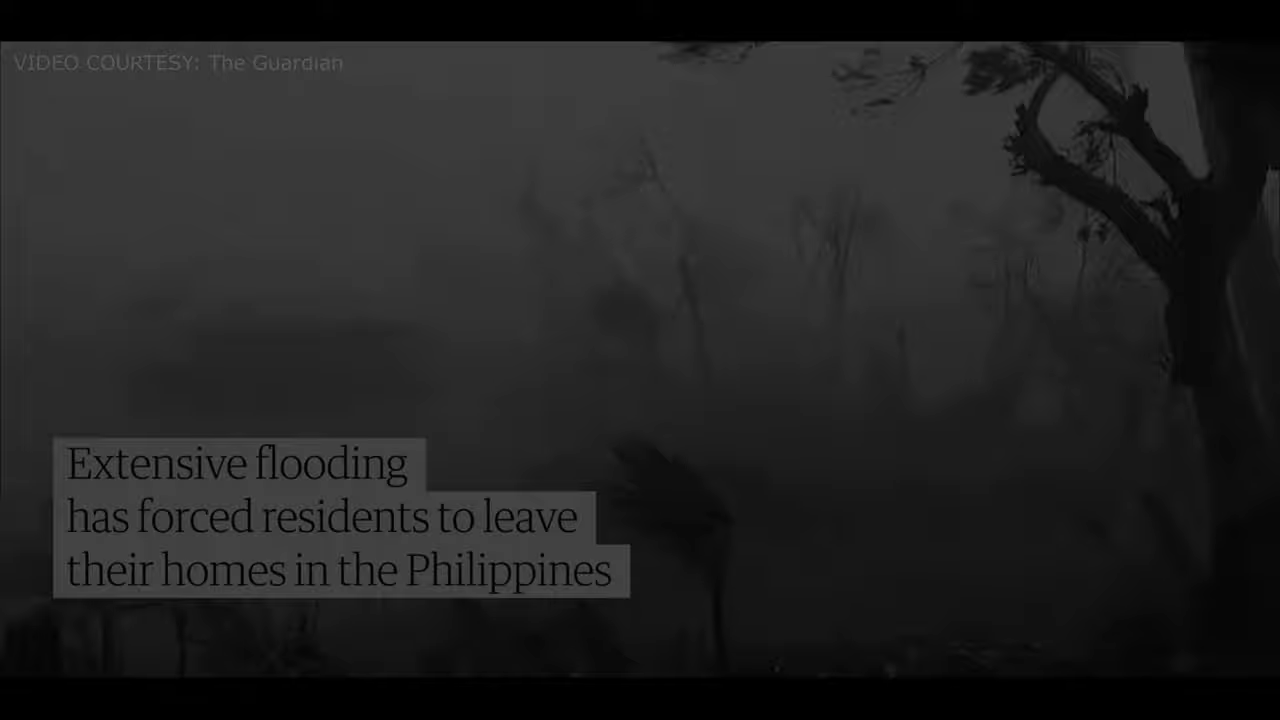 VIDEO COURTESY: The Guardian
Extensive flooding
has forced residents to leave
their homes in the Philippines